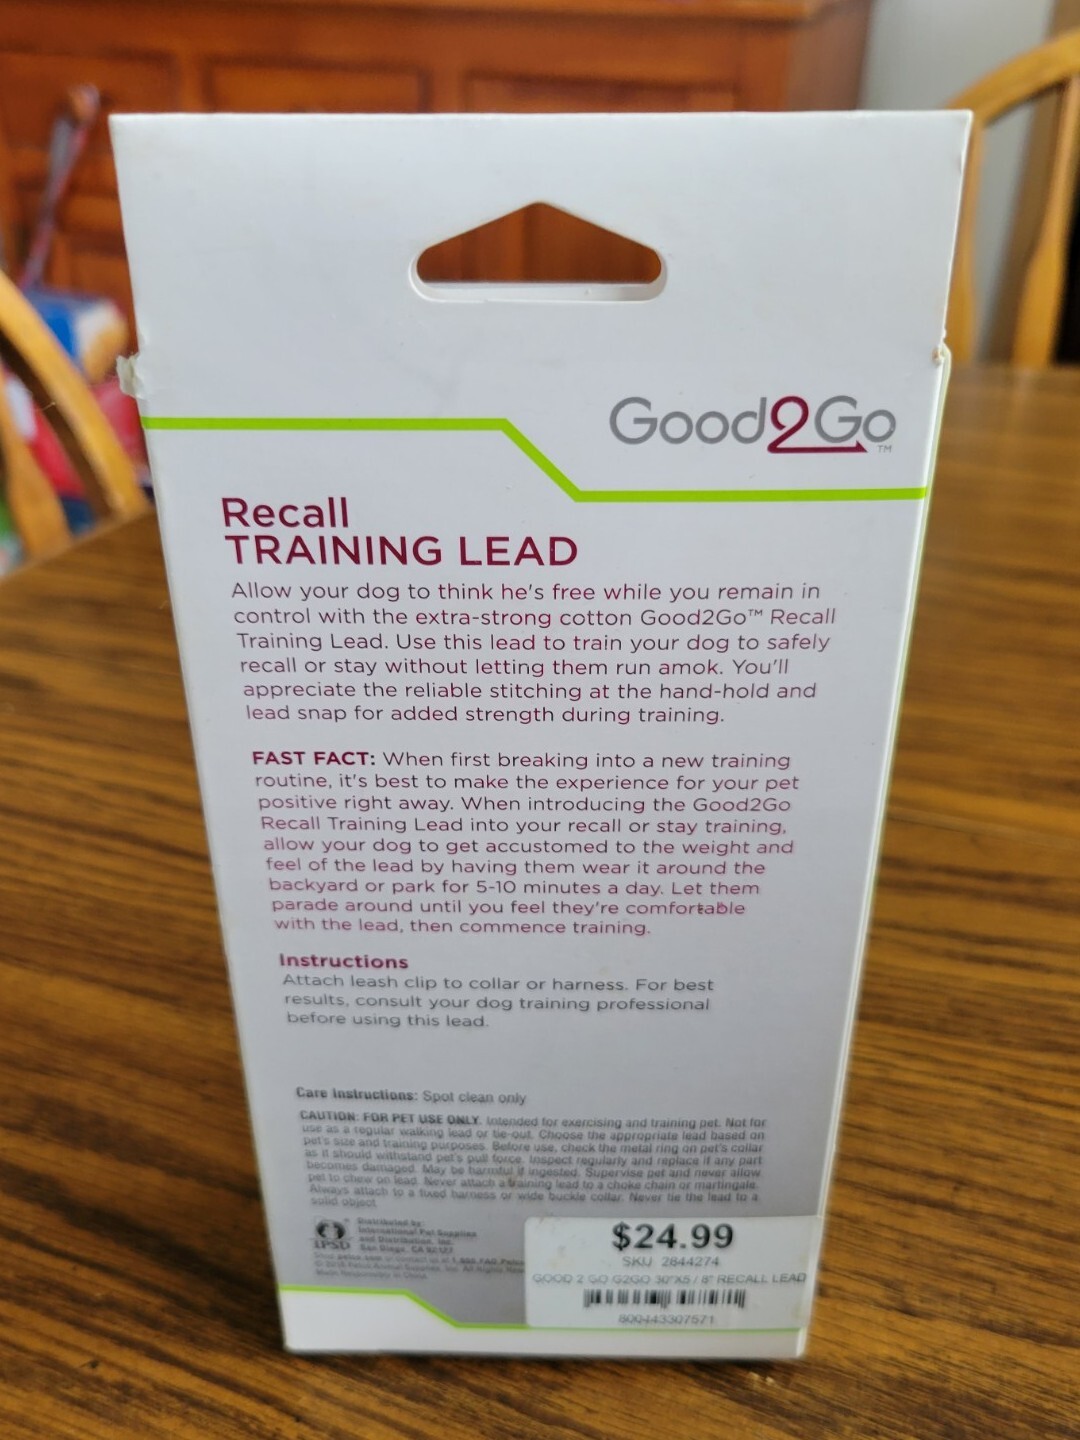 Good2Go™
Recall
TRAINING LEAD
Allow your dog to think he's free while you remain in
control with the extra-strong cotton Good2Go™ Recall
Training Lead. Use this lead to train your dog to safely
recall or stay without letting them run amok. You'll
appreciate the reliable stitching at the hand-hold and
lead snap for added strength during training.
FAST FACT: When first breaking into a new training
routine, it's best to make the experience for your pet
positive right away. When introducing the Good2Go
Recall Training Lead into your recall or stay training,
allow your dog to get accustomed to the weight and
feel of the lead by having them wear it around the
backyard or park for 5-10 minutes a day. Let them
parade around until you feel they're comfortable
with the lead, then commence training.
Instructions
Attach leash clip to collar or harness. For best
results, consult your dog training professional
before using this lead.
Care Instructions: Spot clean only
CAUTION: FOR PET USE ONLY. Intended for exercising and training pet. Not for
use as a regular walking lead or tie-out. Choose the appropriate lead based on
pet's size and training purposes. Before use, check the metal ring on pet's collar
as it should withstand pet's pull force. Inspect regularly and replace if any part
becomes damaged. May be harmful if ingested. Supervise pet and never allow
pet to chew on lead. Never attach a training lead to a choke chain or martingale.
Always attach to a fixed harness or wide buckle collar. Never tie the lead to a
solid object.
IPSD
Distributed by:
International Pet Supplies
and Distribution, Inc.
San Diego, CA
$24.99
SKU 2844274
GOOD 2 GO G2GO 30"X5/8" RECALL LEAD
800443307571